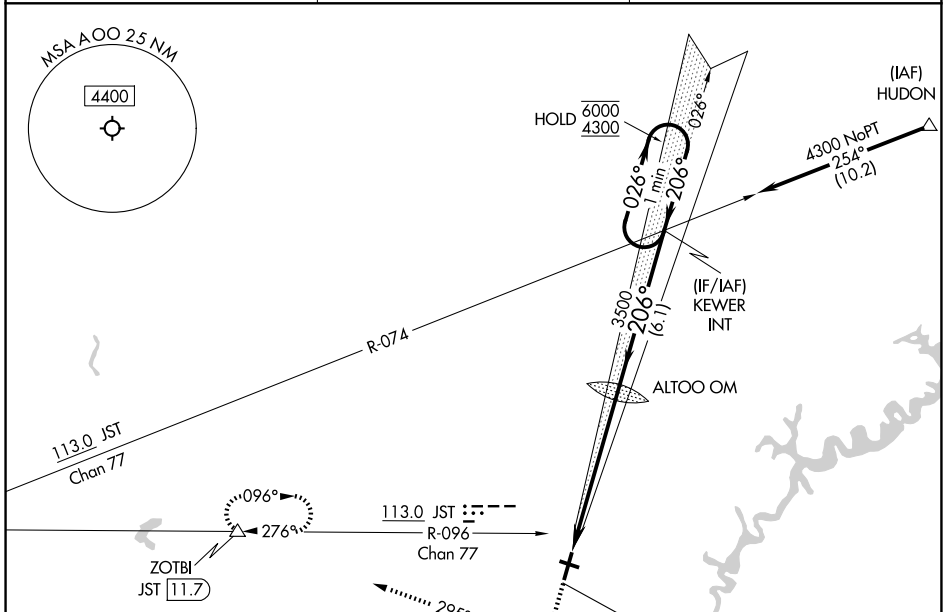 MSA AOO 25 NM
4400
HOLD 6000
4300
026°
1 min
206°
026°
(IAF)
HUDON
4300 NoPT
254°
(10.2)
(IF/IAF)
KEWER
INT
3500
206°
(6.1)
R-074
ALTOO OM
113.0 JST
Chan 77
096°
276°
113.0 JST
R-096
Chan 77
ZOTBI
JST 11.7
295°